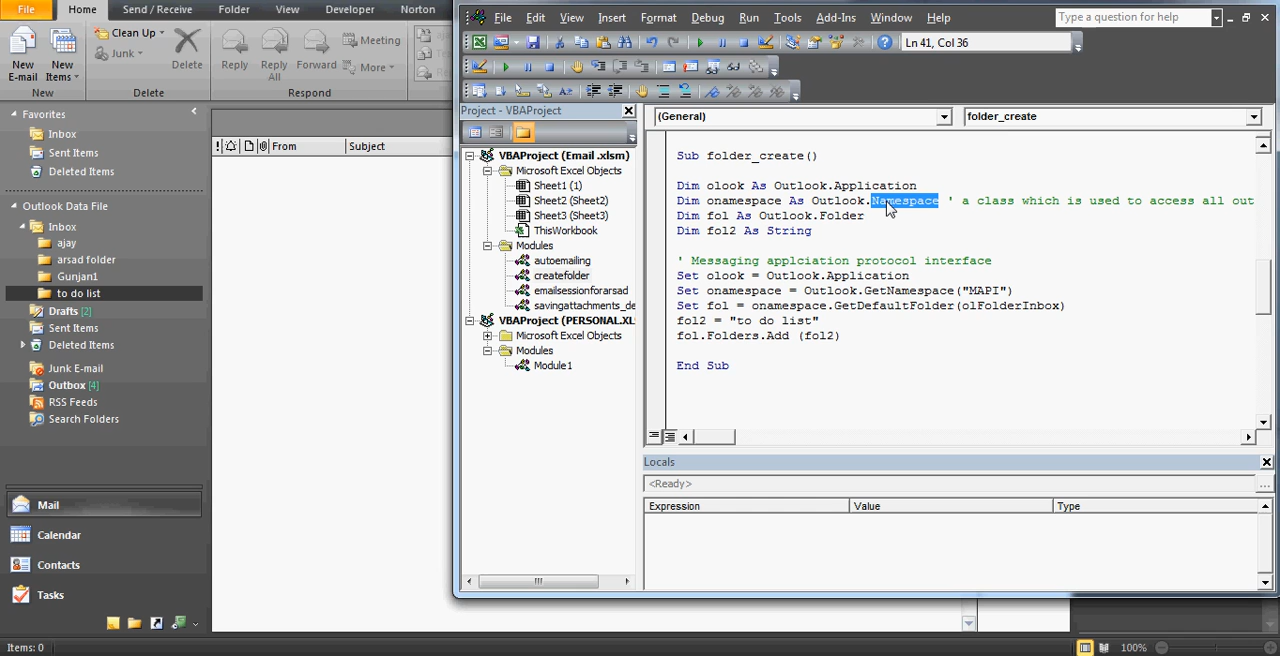 File Home Send / Receive Folder View Developer Norton
New E-mail
New Items
Clean Up
Junk
Delete
Reply
Reply All
Forward
Meeting
More
New Delete Respond
Favorites
Inbox
Sent Items
Deleted Items
Outlook Data File
Inbox
ajay
arsad folder
Gunjan1
to do list
Drafts [2]
Sent Items
Deleted Items
Junk E-mail
Outbox [4]
RSS Feeds
Search Folders
Mail
Calendar
Contacts
Tasks
Items: 0
From Subject
File Edit View Insert Format Debug Run Tools Add-Ins Window Help
Type a question for help
Ln 41, Col 36
Project - VBAProject
VBAProject (Email .xlsm)
Microsoft Excel Objects
Sheet1 (1)
Sheet2 (Sheet2)
Sheet3 (Sheet3)
ThisWorkbook
Modules
autoemailing
createfolder
emailsessionforarsad
savingattachments_de
VBAProject (PERSONAL.XL
Microsoft Excel Objects
Modules
Module1
(General) folder_create
Sub folder_create()
Dim olook As Outlook.Application
Dim onamespace As Outlook.Namespace ' a class which is used to access all out
Dim fol As Outlook.Folder
Dim fol2 As String
' Messaging applciation protocol interface
Set olook = Outlook.Application
Set onamespace = Outlook.GetNamespace("MAPI")
Set fol = onamespace.GetDefaultFolder(olFolderInbox)
fol2 = "to do list"
fol.Folders.Add (fol2)
End Sub
Locals
<Ready>
Expression Value Type
100%